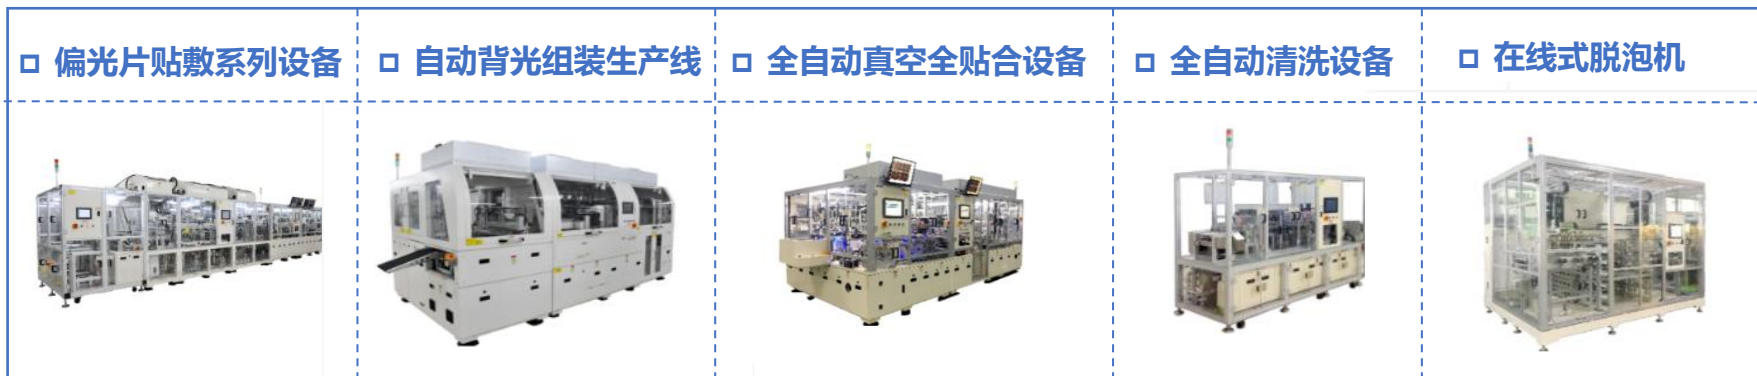 偏光片贴敷系列设备
自动背光组装生产线
全自动真空全贴合设备
全自动清洗设备
在线式脱泡机